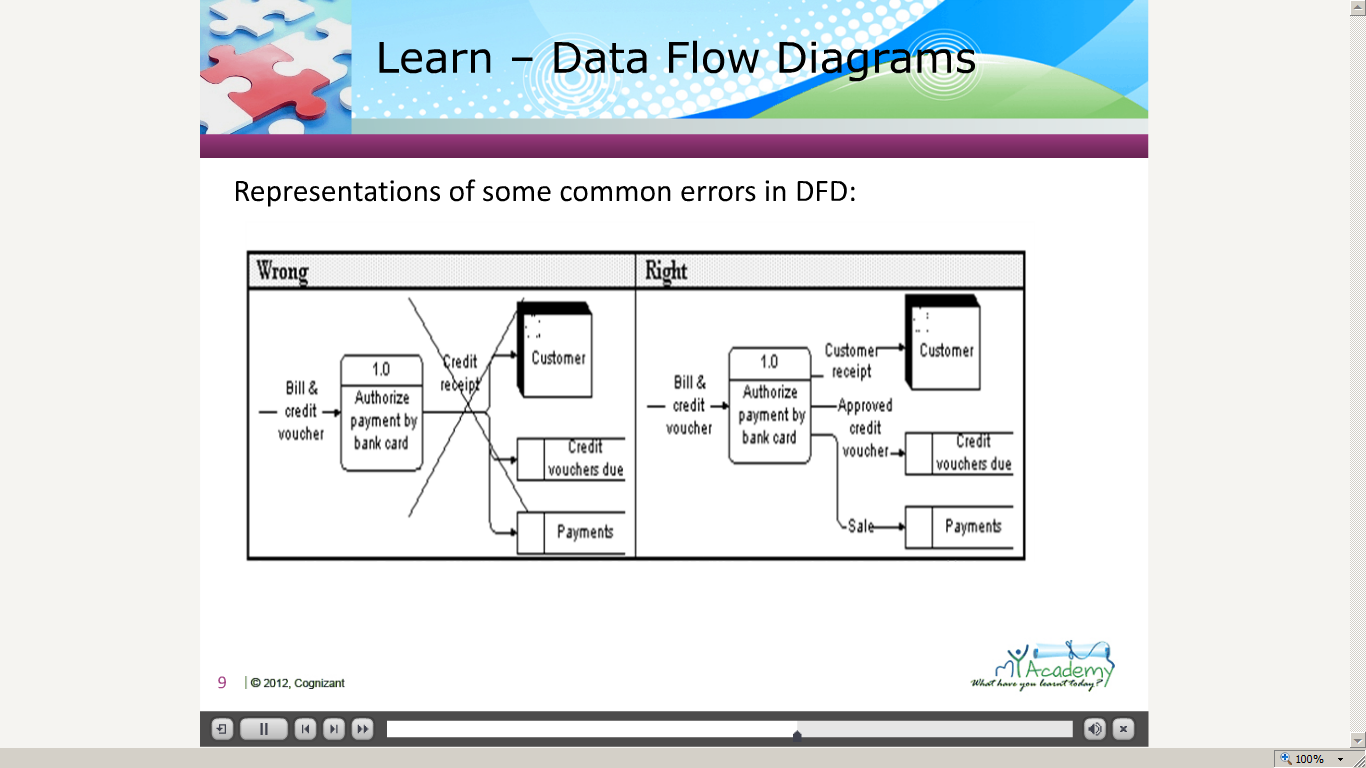 Learn – Data Flow Diagrams
Representations of some common errors in DFD:
Wrong
Bill &
credit
voucher
1.0
Authorize
payment by
bank card
Credit
receipt
Customer
Credit
vouchers due
Payments
Right
Bill &
credit
voucher
1.0
Authorize
payment by
bank card
Customer
receipt
Approved
credit
voucher
Sale
Customer
Credit
vouchers due
Payments
9
© 2012, Cognizant
myAcademy
What have you learnt today?
100%